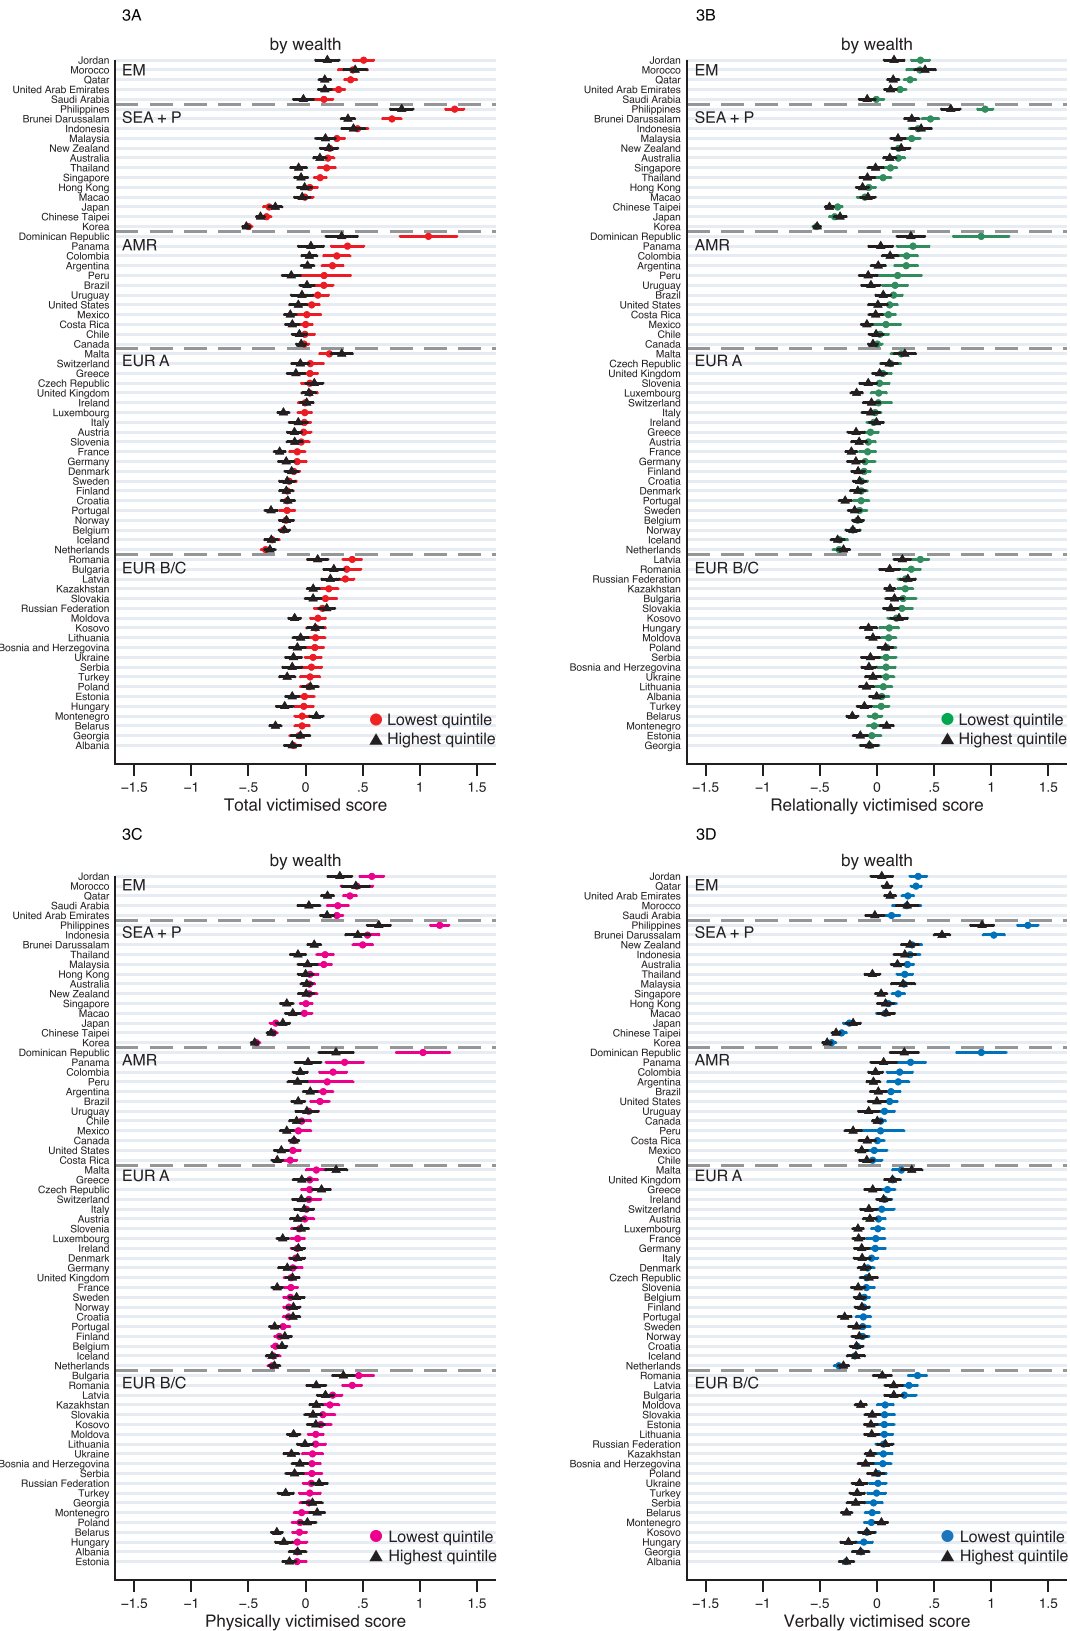 3A
by wealth
Jordan
EM
Morocco
Qatar
United Arab Emirates
Saudi Arabia
Philippines
SEA + P
Brunei Darussalam
Indonesia
Malaysia
New Zealand
Australia
Thailand
Singapore
Hong Kong
Macao
Japan
Chinese Taipei
Korea
Dominican Republic
AMR
Panama
Colombia
Argentina
Peru
Brazil
Uruguay
United States
Mexico
Costa Rica
Chile
Canada
Malta
EUR A
Switzerland
Greece
Czech Republic
United Kingdom
Ireland
Luxembourg
Italy
Austria
Slovenia
France
Germany
Denmark
Sweden
Finland
Croatia
Portugal
Norway
Belgium
Iceland
Netherlands
Romania
EUR B/C
Bulgaria
Latvia
Kazakhstan
Slovakia
Russian Federation
Moldova
Kosovo
Lithuania
Bosnia and Herzegovina
Ukraine
Serbia
Turkey
Poland
Estonia
Hungary
Montenegro
Belarus
Georgia
Albania
Lowest quintile
Highest quintile
−1.5 −1 −.5 0 .5 1 1.5
Total victimised score
3B
by wealth
Jordan
EM
Morocco
Qatar
United Arab Emirates
Saudi Arabia
Philippines
SEA + P
Brunei Darussalam
Indonesia
Malaysia
New Zealand
Australia
Singapore
Thailand
Hong Kong
Macao
Chinese Taipei
Japan
Korea
Dominican Republic
AMR
Panama
Colombia
Argentina
Peru
Uruguay
Brazil
United States
Costa Rica
Mexico
Chile
Canada
Malta
EUR A
Czech Republic
United Kingdom
Slovenia
Luxembourg
Switzerland
Italy
Ireland
Greece
Austria
France
Germany
Finland
Croatia
Denmark
Portugal
Sweden
Belgium
Norway
Iceland
Netherlands
Latvia
EUR B/C
Romania
Russian Federation
Kazakhstan
Bulgaria
Slovakia
Kosovo
Hungary
Moldova
Poland
Serbia
Bosnia and Herzegovina
Ukraine
Lithuania
Albania
Turkey
Belarus
Montenegro
Estonia
Georgia
Lowest quintile
Highest quintile
−1.5 −1 −.5 0 .5 1 1.5
Relationally victimised score
3C
by wealth
Jordan
EM
Morocco
Qatar
Saudi Arabia
United Arab Emirates
Philippines
SEA + P
Indonesia
Brunei Darussalam
Thailand
Malaysia
Hong Kong
Australia
New Zealand
Singapore
Macao
Japan
Chinese Taipei
Korea
Dominican Republic
AMR
Panama
Colombia
Peru
Argentina
Brazil
Uruguay
Chile
Mexico
Canada
United States
Costa Rica
Malta
EUR A
Greece
Czech Republic
Switzerland
Italy
Austria
Slovenia
Luxembourg
Ireland
Denmark
Germany
United Kingdom
France
Sweden
Norway
Croatia
Portugal
Finland
Belgium
Iceland
Netherlands
Bulgaria
EUR B/C
Romania
Latvia
Kazakhstan
Slovakia
Kosovo
Moldova
Lithuania
Ukraine
Bosnia and Herzegovina
Serbia
Russian Federation
Turkey
Georgia
Montenegro
Poland
Belarus
Hungary
Albania
Estonia
Lowest quintile
Highest quintile
−1.5 −1 −.5 0 .5 1 1.5
Physically victimised score
3D
by wealth
Jordan
EM
Qatar
United Arab Emirates
Morocco
Saudi Arabia
Philippines
SEA + P
Brunei Darussalam
New Zealand
Indonesia
Australia
Thailand
Malaysia
Singapore
Hong Kong
Macao
Japan
Chinese Taipei
Korea
Dominican Republic
AMR
Panama
Colombia
Argentina
Brazil
United States
Uruguay
Canada
Peru
Costa Rica
Mexico
Chile
Malta
EUR A
United Kingdom
Greece
Ireland
Switzerland
Austria
Luxembourg
France
Germany
Italy
Denmark
Czech Republic
Slovenia
Belgium
Finland
Portugal
Sweden
Norway
Croatia
Iceland
Netherlands
Romania
EUR B/C
Latvia
Bulgaria
Moldova
Slovakia
Estonia
Lithuania
Russian Federation
Kazakhstan
Bosnia and Herzegovina
Poland
Ukraine
Turkey
Serbia
Belarus
Montenegro
Kosovo
Hungary
Georgia
Albania
Lowest quintile
Highest quintile
−1.5 −1 −.5 0 .5 1 1.5
Verbally victimised score